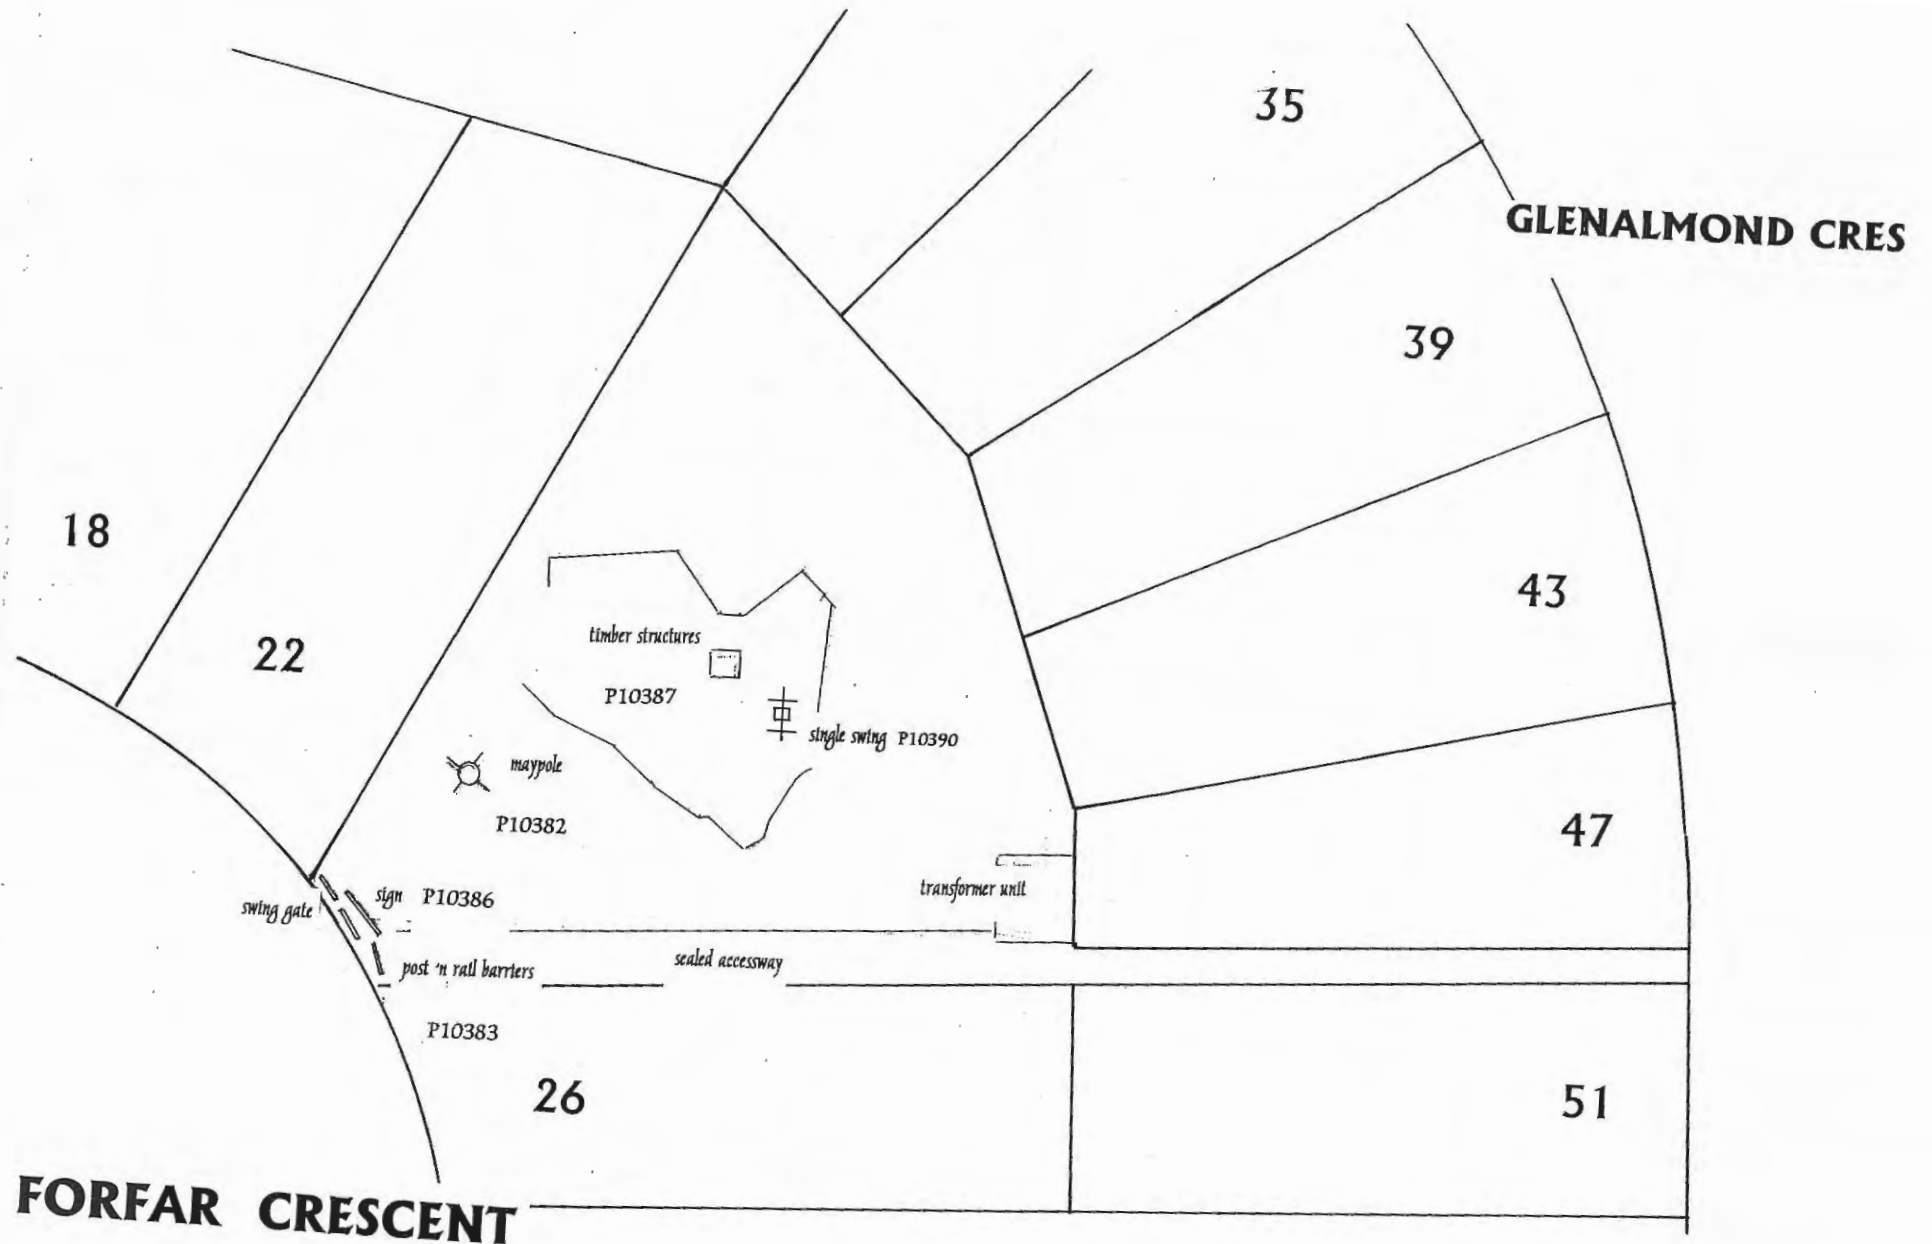 35
GLENALMOND CRES
39
18
43
22
timber structures
P10387
single swing P10390
maypole
P10382
47
transformer unit
sign P10386
swing gate
sealed accessway
post 'n rail barriers
P10383
26
51
FORFAR CRESCENT